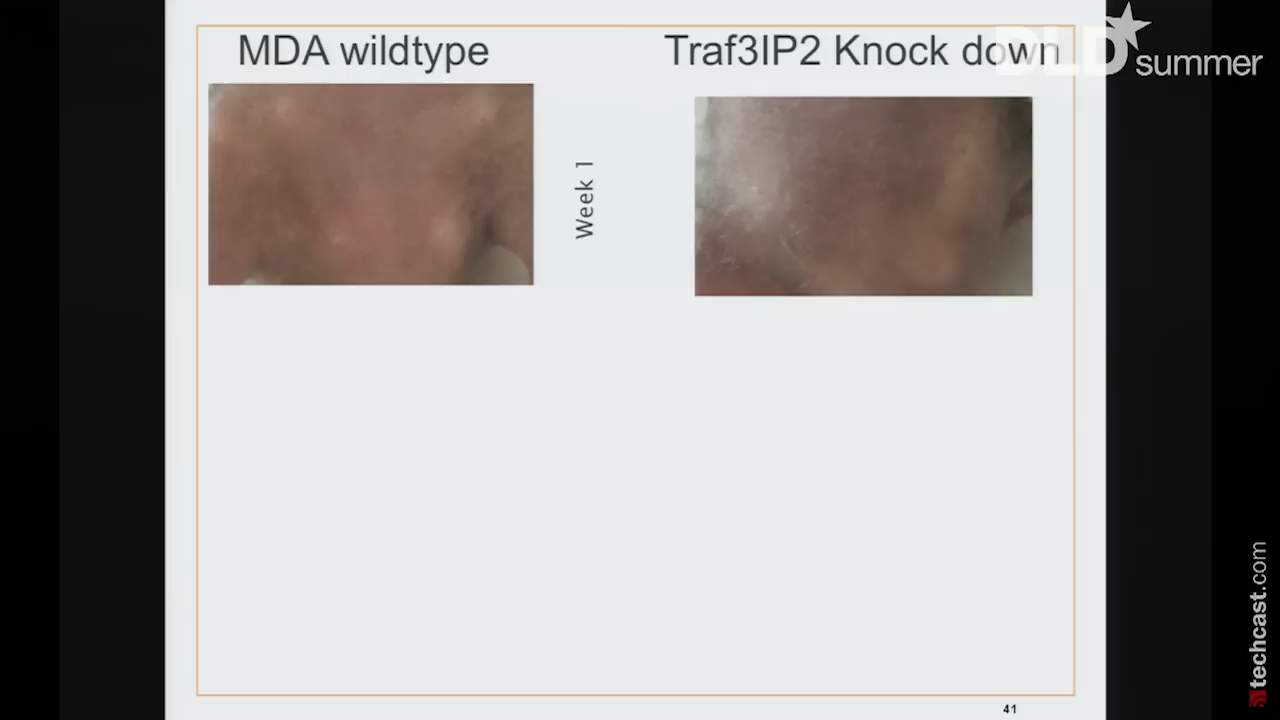 MDA wildtype
Traf3IP2 Knock down
DLD summer
Week 1
techcast.com
41